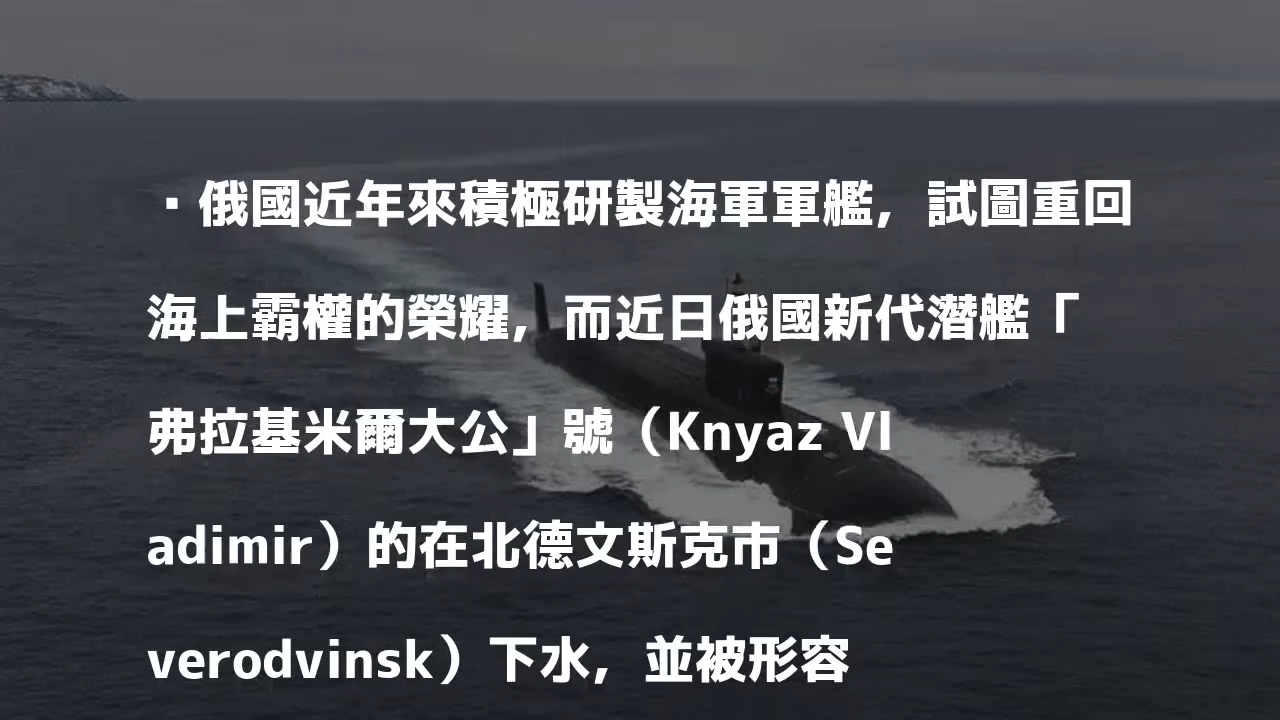 ·俄國近年來積極研製海軍軍艦，試圖重回
海上霸權的榮耀，而近日俄國新代潛艦「
弗拉基米爾大公」號（Knyaz Vl
adimir）的在北德文斯克市（Se
verodvinsk）下水，並被形容